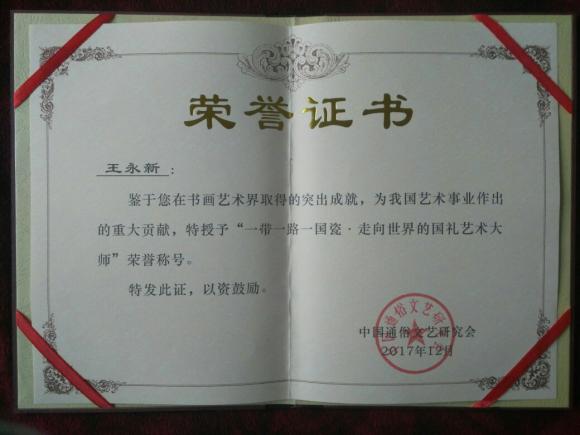 荣誉证书
王永新：
鉴于您在书画艺术界取得的突出成就，为我国艺术事业作出
的重大贡献，特授予“一带一路一国瓷·走向世界的国礼艺术大
师”荣誉称号。
特发此证，以资鼓励。
中国通俗文艺研究会
2017年12月